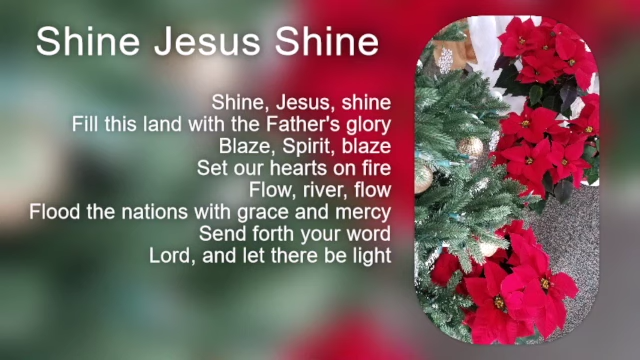 Shine Jesus Shine
Shine, Jesus, shine
Fill this land with the Father's glory
Blaze, Spirit, blaze
Set our hearts on fire
Flow, river, flow
Flood the nations with grace and mercy
Send forth your word
Lord, and let there be light